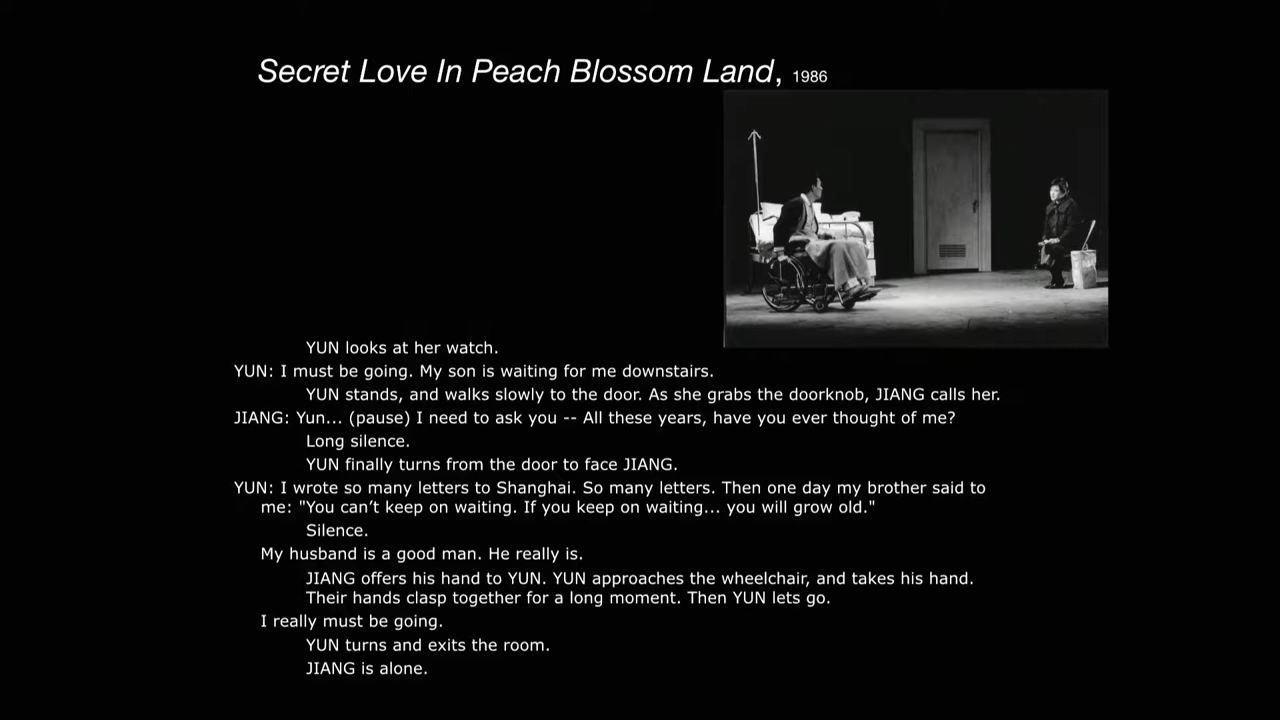 Secret Love In Peach Blossom Land, 1986
YUN looks at her watch.
YUN: I must be going. My son is waiting for me downstairs.
YUN stands, and walks slowly to the door. As she grabs the doorknob, JIANG calls her.
JIANG: Yun... (pause) I need to ask you -- All these years, have you ever thought of me?
Long silence.
YUN finally turns from the door to face JIANG.
YUN: I wrote so many letters to Shanghai. So many letters. Then one day my brother said to
me: "You can’t keep on waiting. If you keep on waiting... you will grow old."
Silence.
My husband is a good man. He really is.
JIANG offers his hand to YUN. YUN approaches the wheelchair, and takes his hand.
Their hands clasp together for a long moment. Then YUN lets go.
I really must be going.
YUN turns and exits the room.
JIANG is alone.